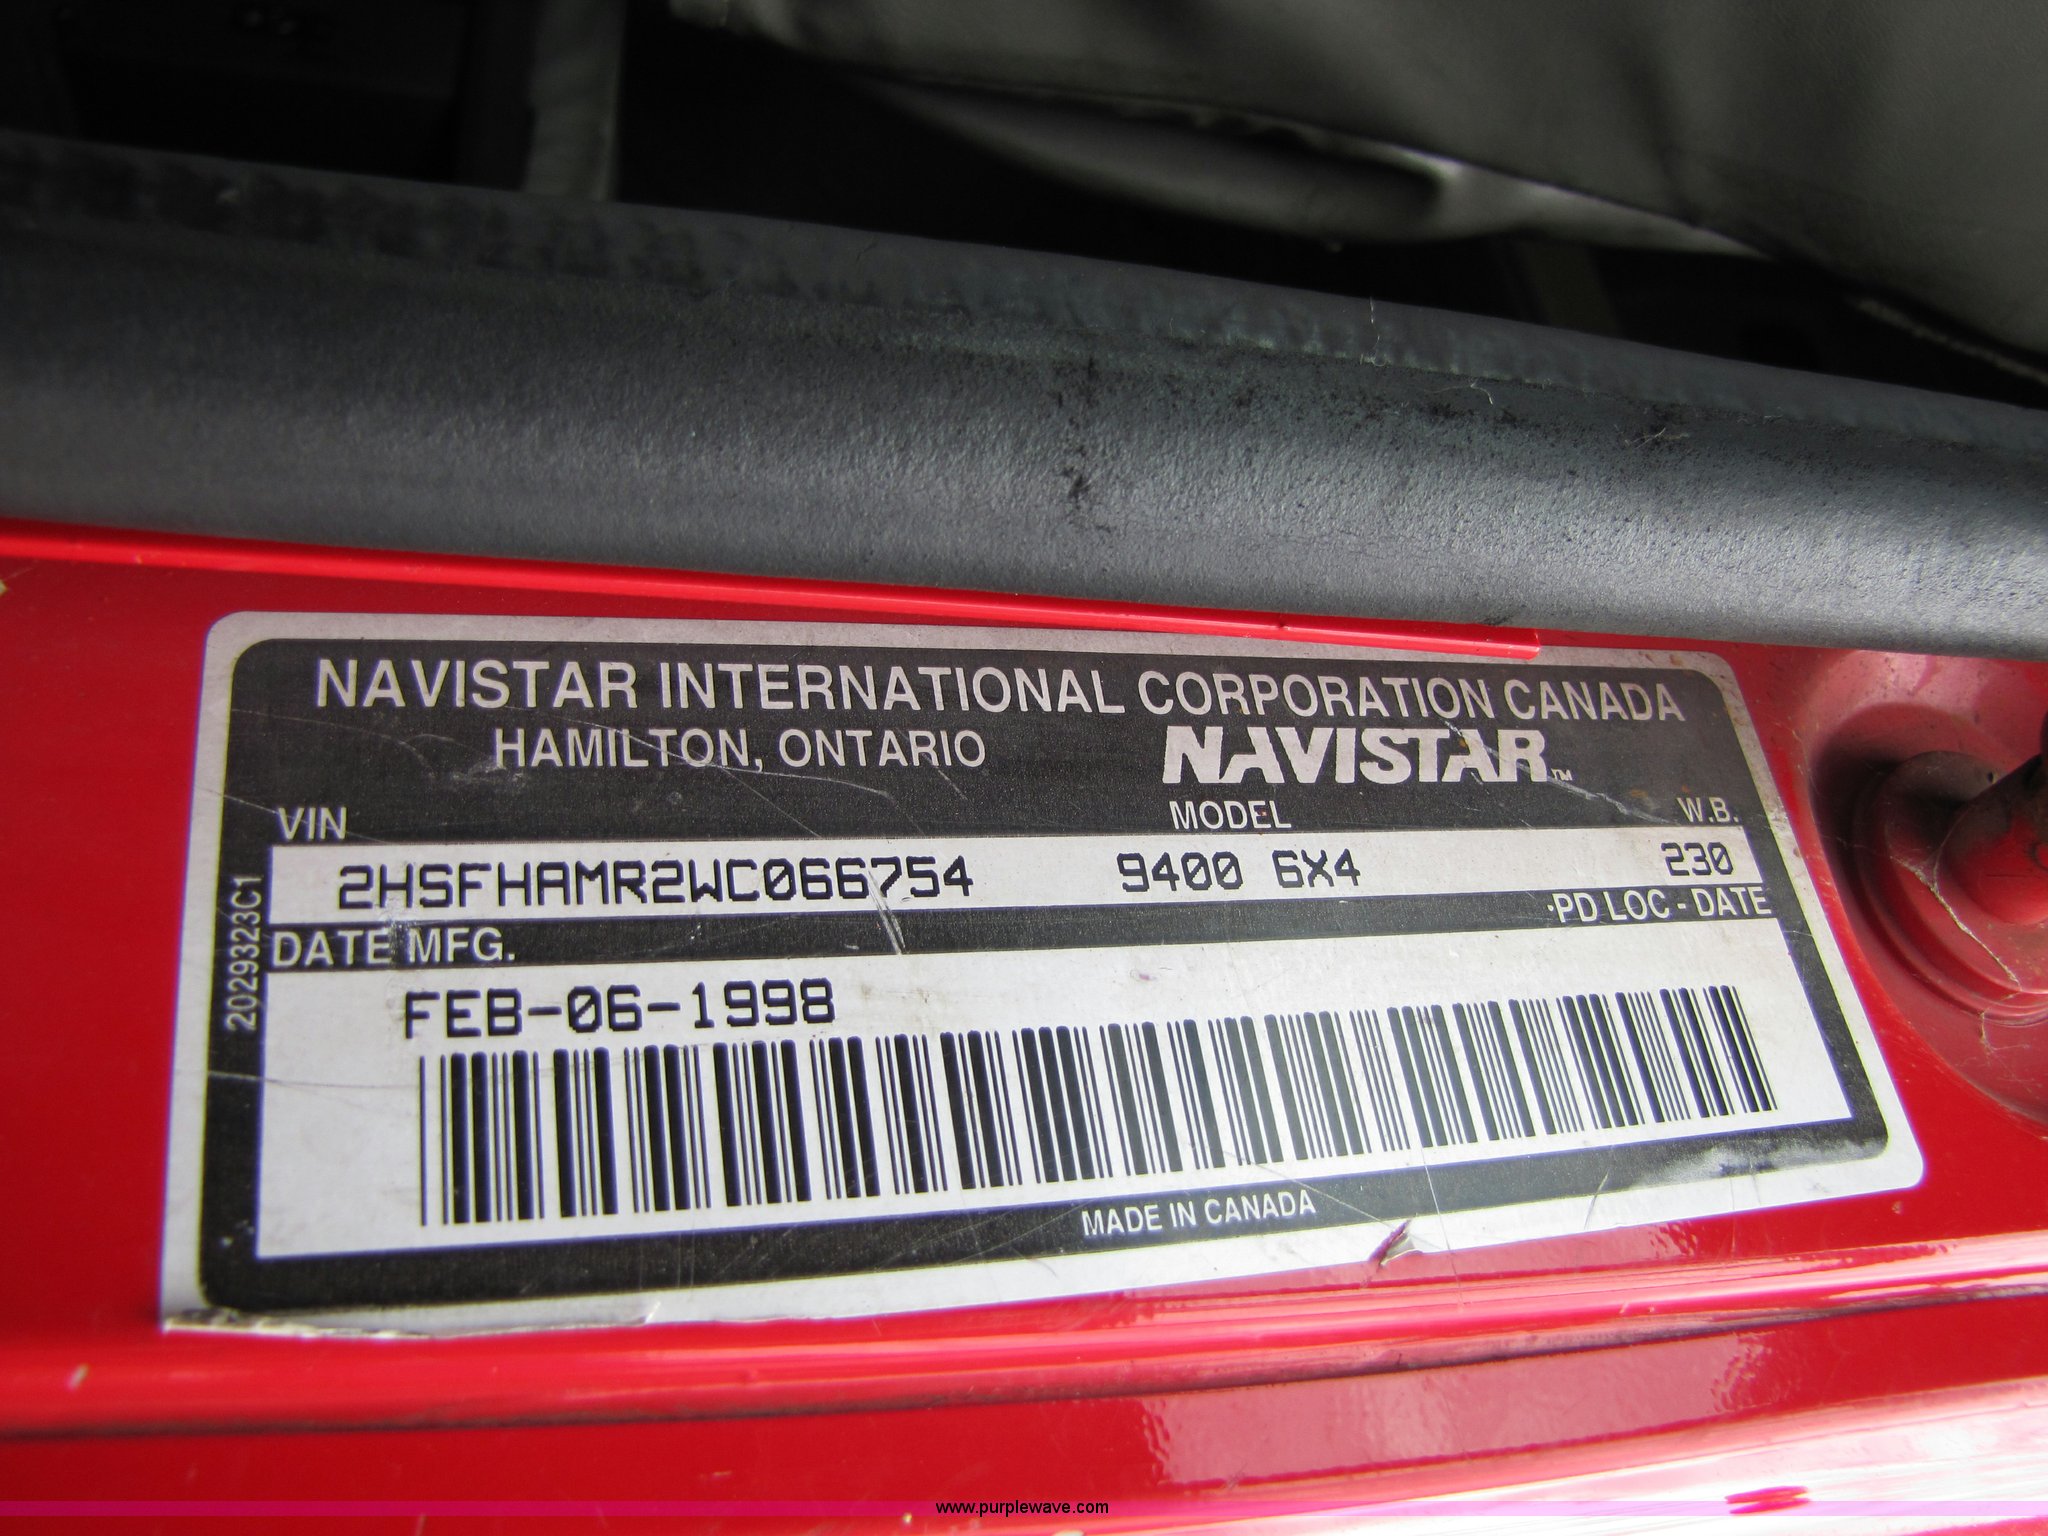 NAVISTAR INTERNATIONAL CORPORATION CANADA
HAMILTON, ONTARIO NAVISTAR™
VIN MODEL W.B.
2HSFHAMR2WC066754 9400 6X4 230
DATE MFG. PD LOC - DATE
FEB-06-1998
2029323C1
MADE IN CANADA
www.purplewave.com